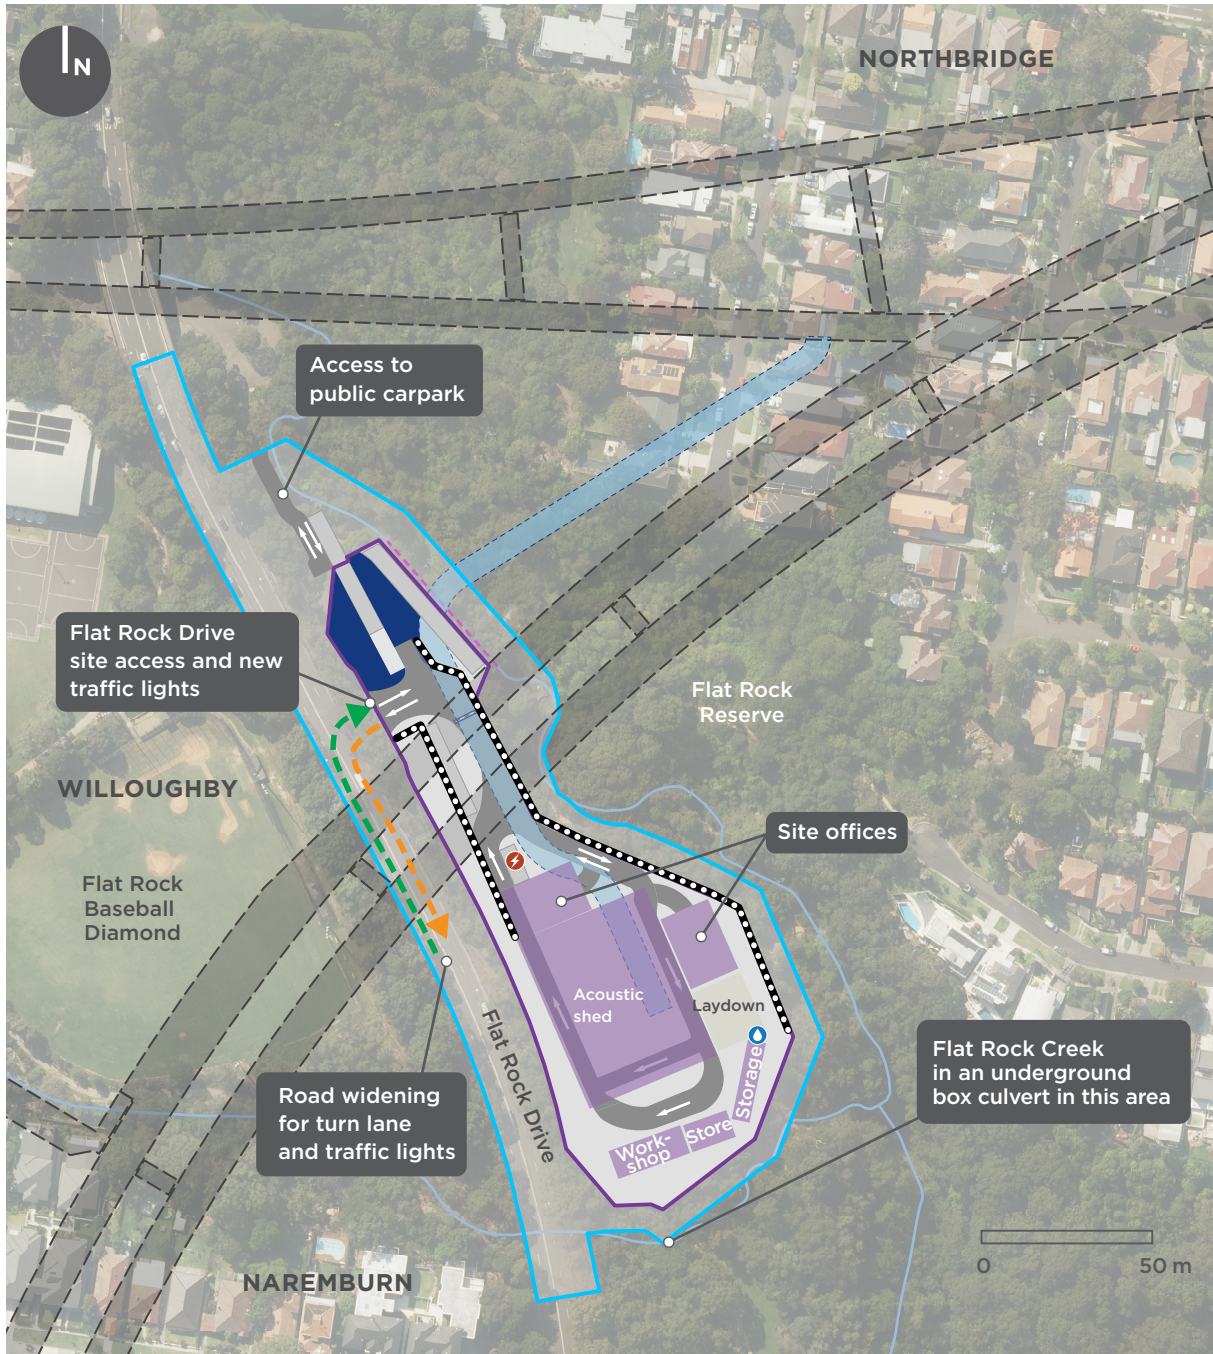 N
NORTHBRIDGE
Access to
public carpark
Flat Rock Drive
site access and new
traffic lights
Flat Rock
Reserve
WILLOUGHBY
Site offices
Flat Rock
Baseball
Diamond
Acoustic
shed
Laydown
Flat Rock Drive
Storage
Store
Work-
shop
Flat Rock Creek
in an underground
box culvert in this area
Road widening
for turn lane
and traffic lights
NAREMBURN
0
50 m